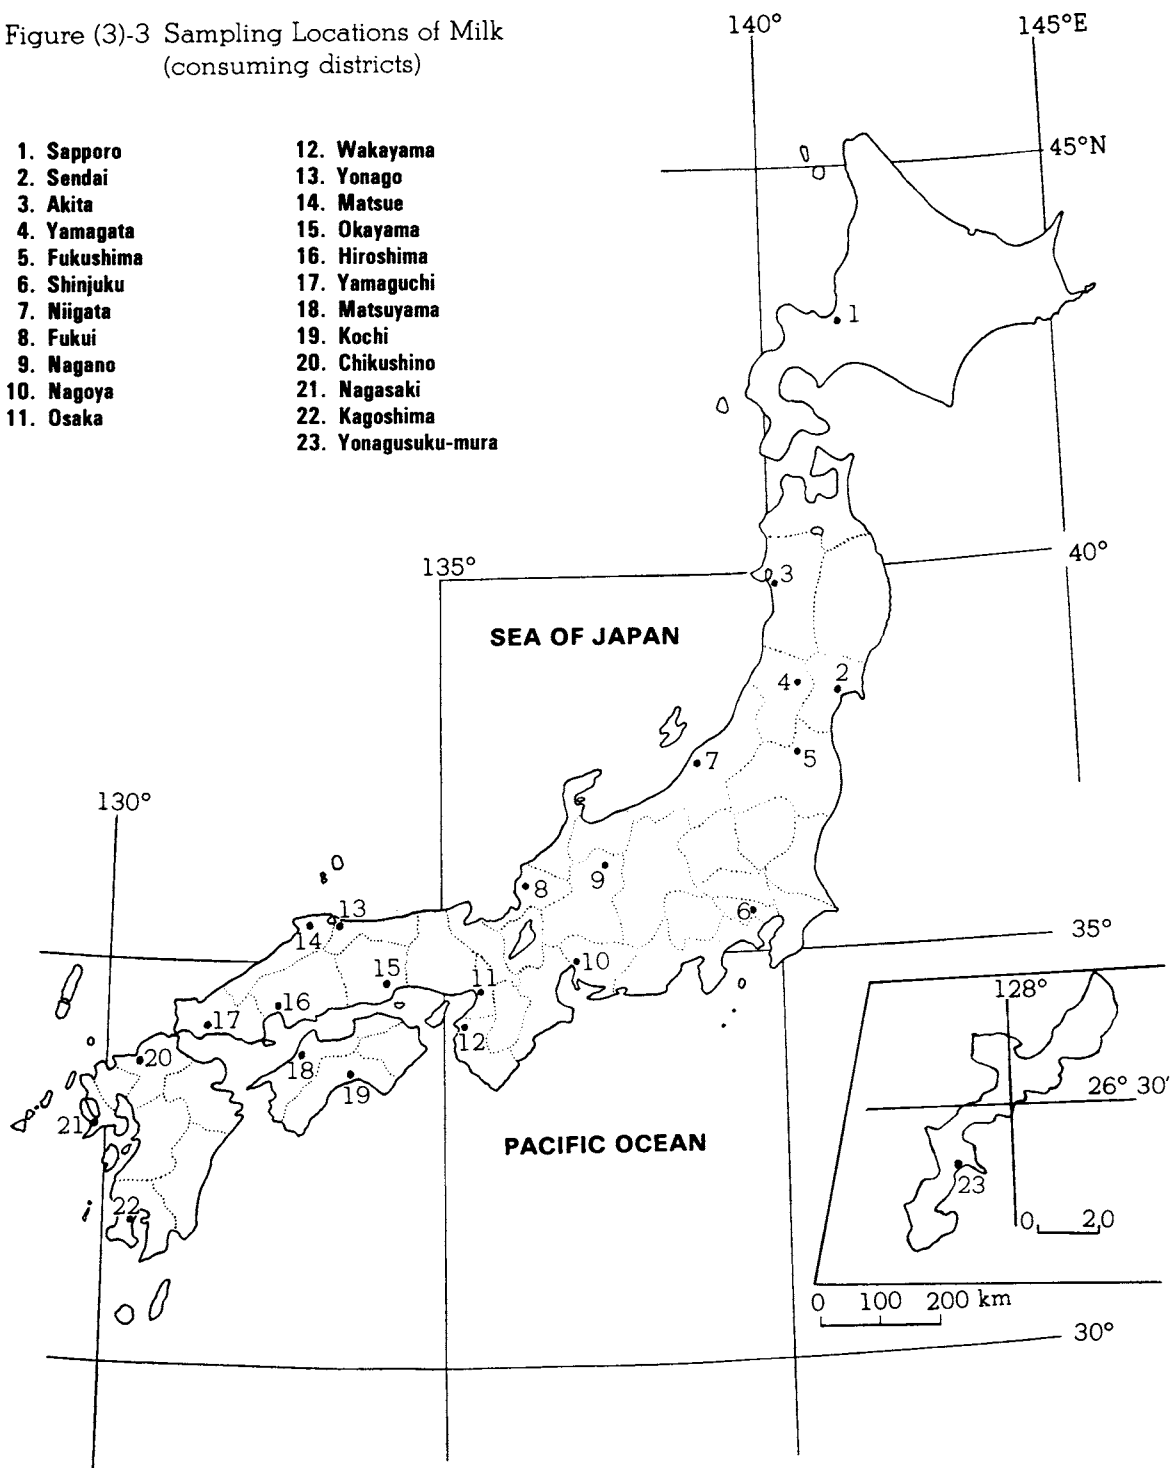 Figure (3)-3 Sampling Locations of Milk
(consuming districts)
1. Sapporo
2. Sendai
3. Akita
4. Yamagata
5. Fukushima
6. Shinjuku
7. Niigata
8. Fukui
9. Nagano
10. Nagoya
11. Osaka
12. Wakayama
13. Yonago
14. Matsue
15. Okayama
16. Hiroshima
17. Yamaguchi
18. Matsuyama
19. Kochi
20. Chikushino
21. Nagasaki
22. Kagoshima
23. Yonagusuku-mura
140°
145°E
45°N
1
40°
135°
3
SEA OF JAPAN
4
2
5
7
130°
9
8
6
13
14
35°
10
15
11
128°
16
17
12
20
18
19
26° 30′
21
PACIFIC OCEAN
23
22
0 20
0 100 200 km
30°